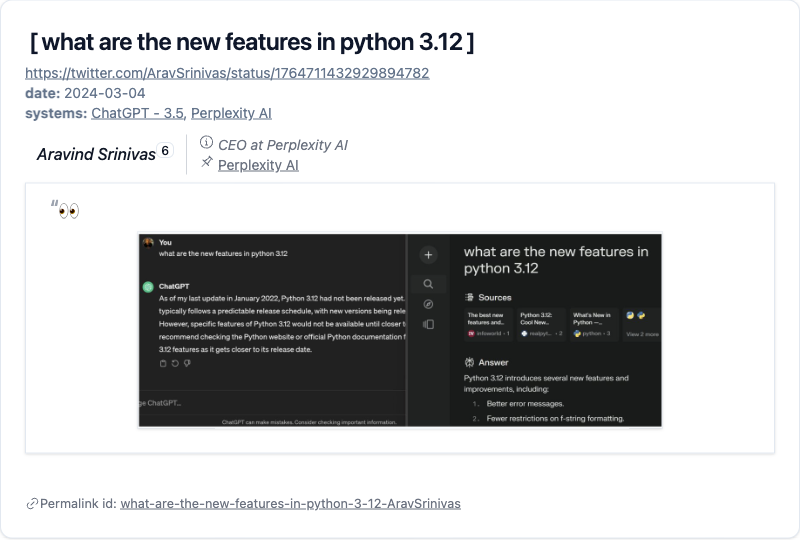 [ what are the new features in python 3.12 ]
https://twitter.com/AravSrinivas/status/1764711432929894782
date: 2024-03-04
systems: ChatGPT - 3.5, Perplexity AI
Aravind Srinivas 6
CEO at Perplexity AI
Perplexity AI
“👀
You
what are the new features in python 3.12
ChatGPT
As of my last update in January 2022, Python 3.12 had not been released yet.
typically follows a predictable release schedule, with new versions being rele
However, specific features of Python 3.12 would not be available until closer t
recommend checking the Python website or official Python documentation f
3.12 features as it gets closer to its release date.
ge ChatGPT...
ChatGPT can make mistakes. Consider checking important information.
what are the new features in
python 3.12
Sources
The best new
features and...
infoworld · 1
Python 3.12:
Cool New...
realpyt... · 2
What's New in
Python —...
python · 3
View 2 more
Answer
Python 3.12 introduces several new features and
improvements, including:
1. Better error messages.
2. Fewer restrictions on f-string formatting.
Permalink id: what-are-the-new-features-in-python-3-12-AravSrinivas